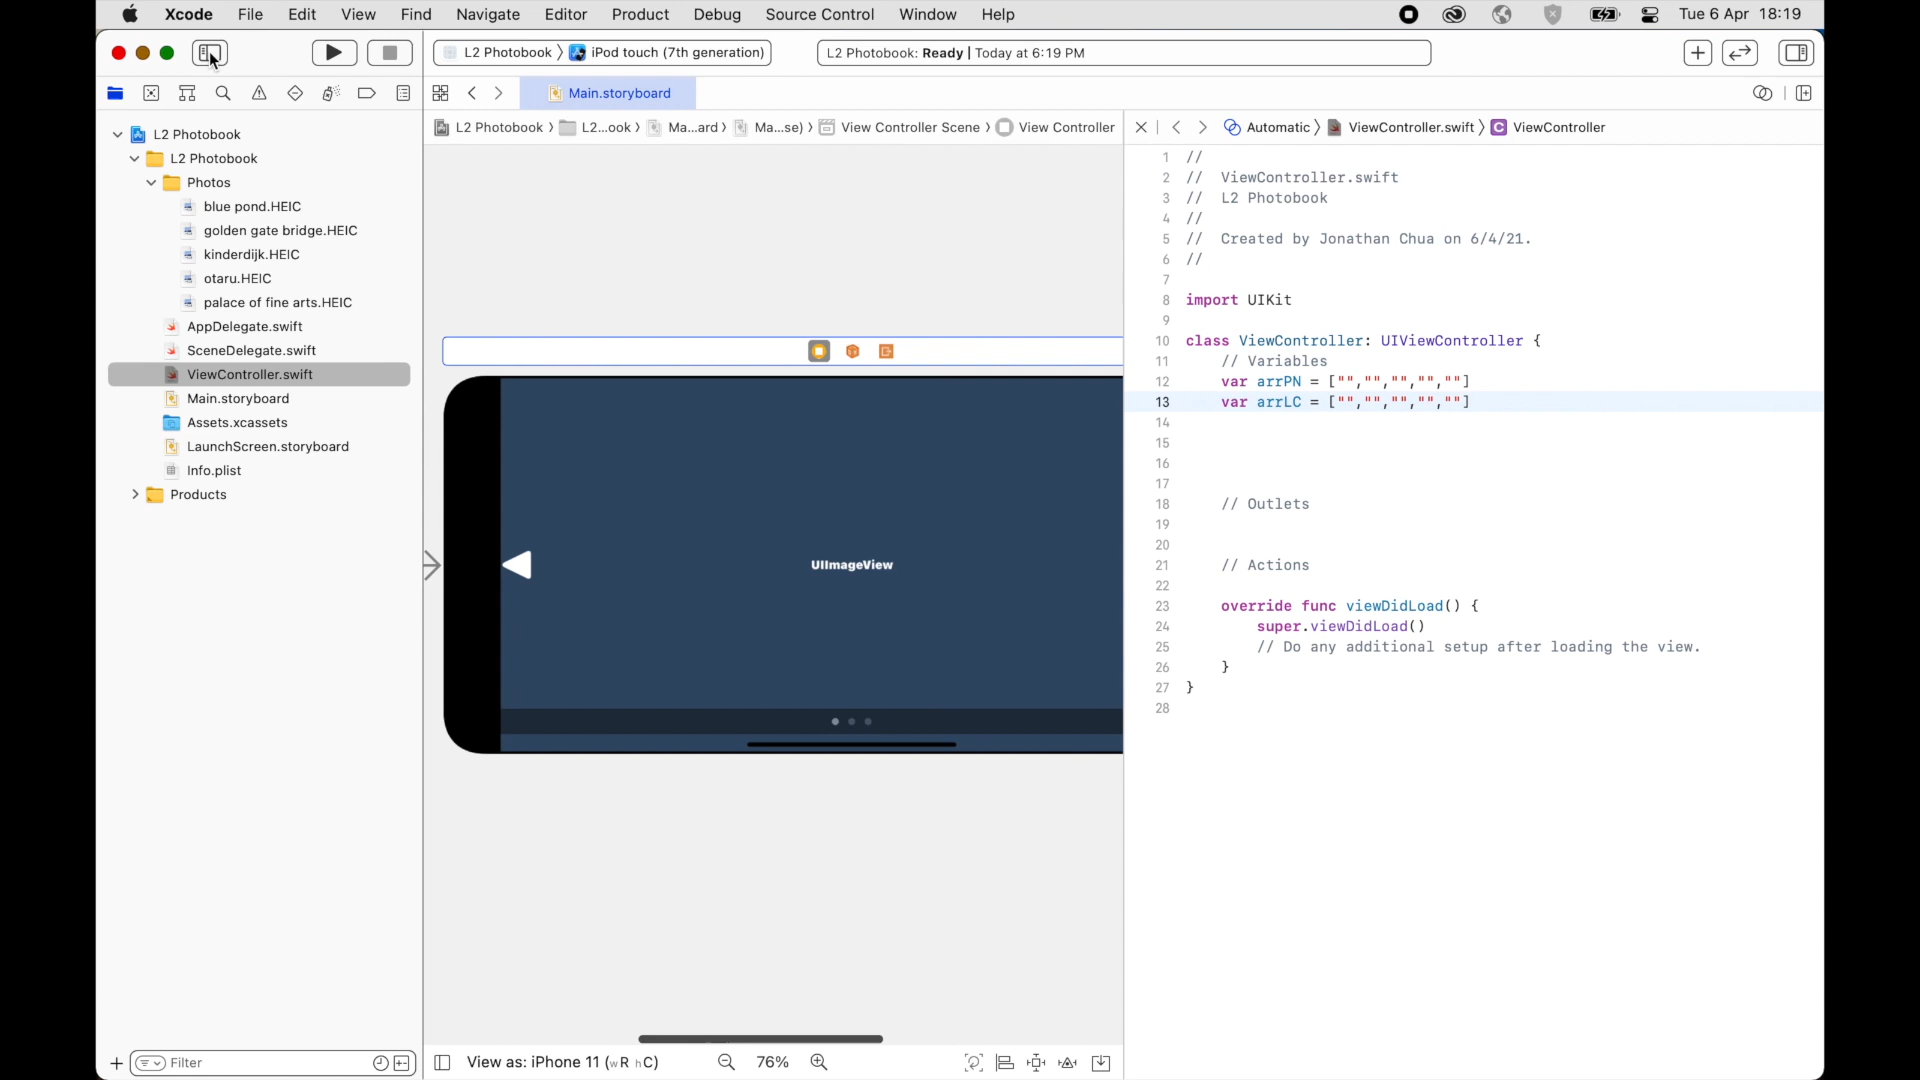 Xcode File Edit View Find Navigate Editor Product Debug Source Control Window Help Tue 6 Apr 18:19
L2 Photobook 〉 iPod touch (7th generation)
L2 Photobook: Ready | Today at 6:19 PM
Main.storyboard
L2 Photobook
L2 Photobook
Photos
blue pond.HEIC
golden gate bridge.HEIC
kinderdijk.HEIC
otaru.HEIC
palace of fine arts.HEIC
AppDelegate.swift
SceneDelegate.swift
ViewController.swift
Main.storyboard
Assets.xcassets
LaunchScreen.storyboard
Info.plist
Products
Filter
L2 Photobook 〉 L2...ook 〉 Ma...ard 〉 Ma...se) 〉 View Controller Scene 〉 View Controller
UIImageView
View as: iPhone 11 (wR hC) 76%
Automatic 〉 ViewController.swift 〉 C ViewController
1 //
2 // ViewController.swift
3 // L2 Photobook
4 //
5 // Created by Jonathan Chua on 6/4/21.
6 //
7
8 import UIKit
9
10 class ViewController: UIViewController {
11 // Variables
12 var arrPN = ["","","","",""]
13 var arrLC = ["","","","",""]
14
15
16
17
18 // Outlets
19
20
21 // Actions
22
23 override func viewDidLoad() {
24 super.viewDidLoad()
25 // Do any additional setup after loading the view.
26 }
27 }
28